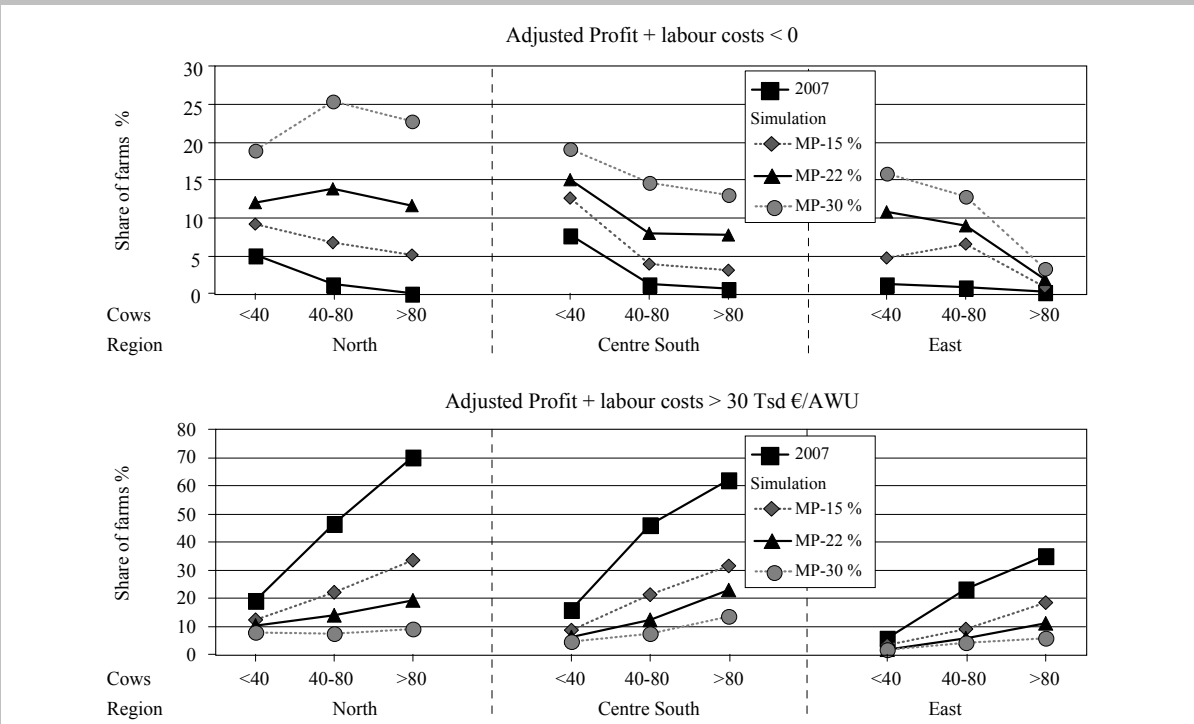 Adjusted Profit + labour costs < 0
Share of farms %
30
25
20
15
10
5
0
2007
Simulation
MP-15 %
MP-22 %
MP-30 %
Cows <40 40-80 >80 <40 40-80 >80 <40 40-80 >80
Region North Centre South East
Adjusted Profit + labour costs > 30 Tsd €/AWU
Share of farms %
80
70
60
50
40
30
20
10
0
2007
Simulation
MP-15 %
MP-22 %
MP-30 %
Cows <40 40-80 >80 <40 40-80 >80 <40 40-80 >80
Region North Centre South East